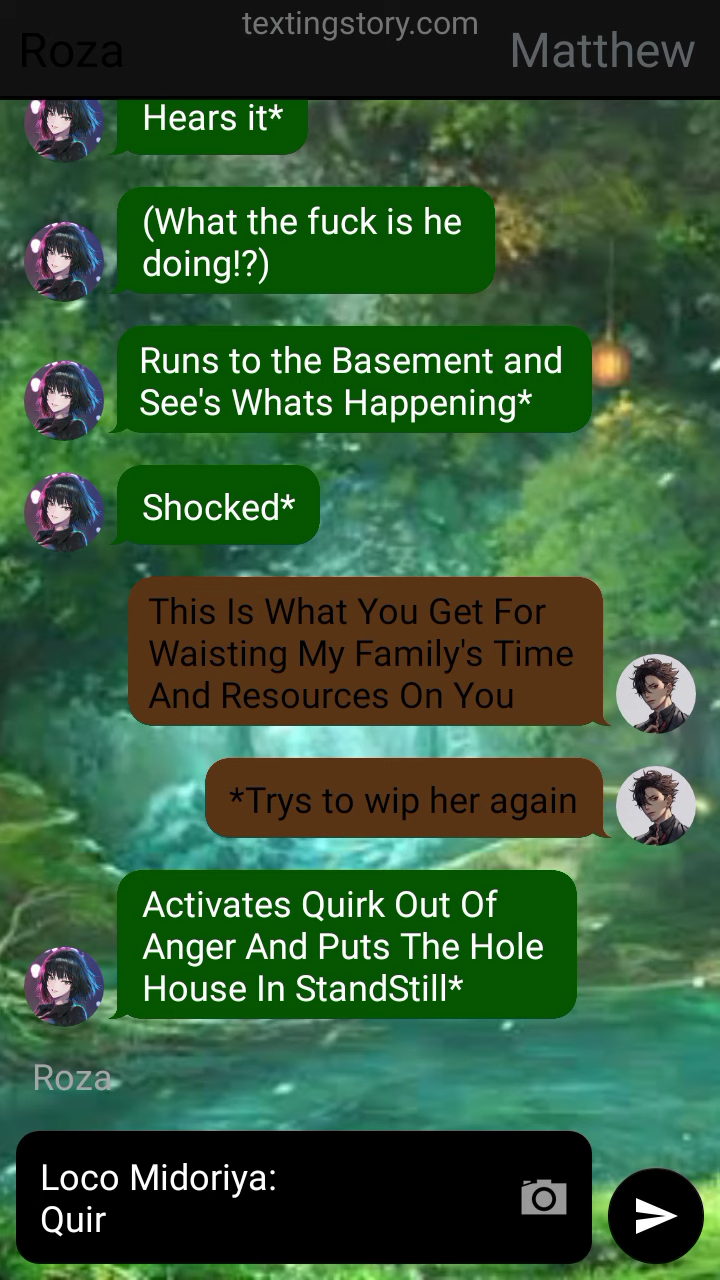 textingstory.com
Roza
Matthew
Hears it*
(What the fuck is he
doing!?)
Runs to the Basement and
See's Whats Happening*
Shocked*
This Is What You Get For
Waisting My Family's Time
And Resources On You
*Trys to wip her again
Activates Quirk Out Of
Anger And Puts The Hole
House In StandStill*
Roza
Loco Midoriya:
Quir